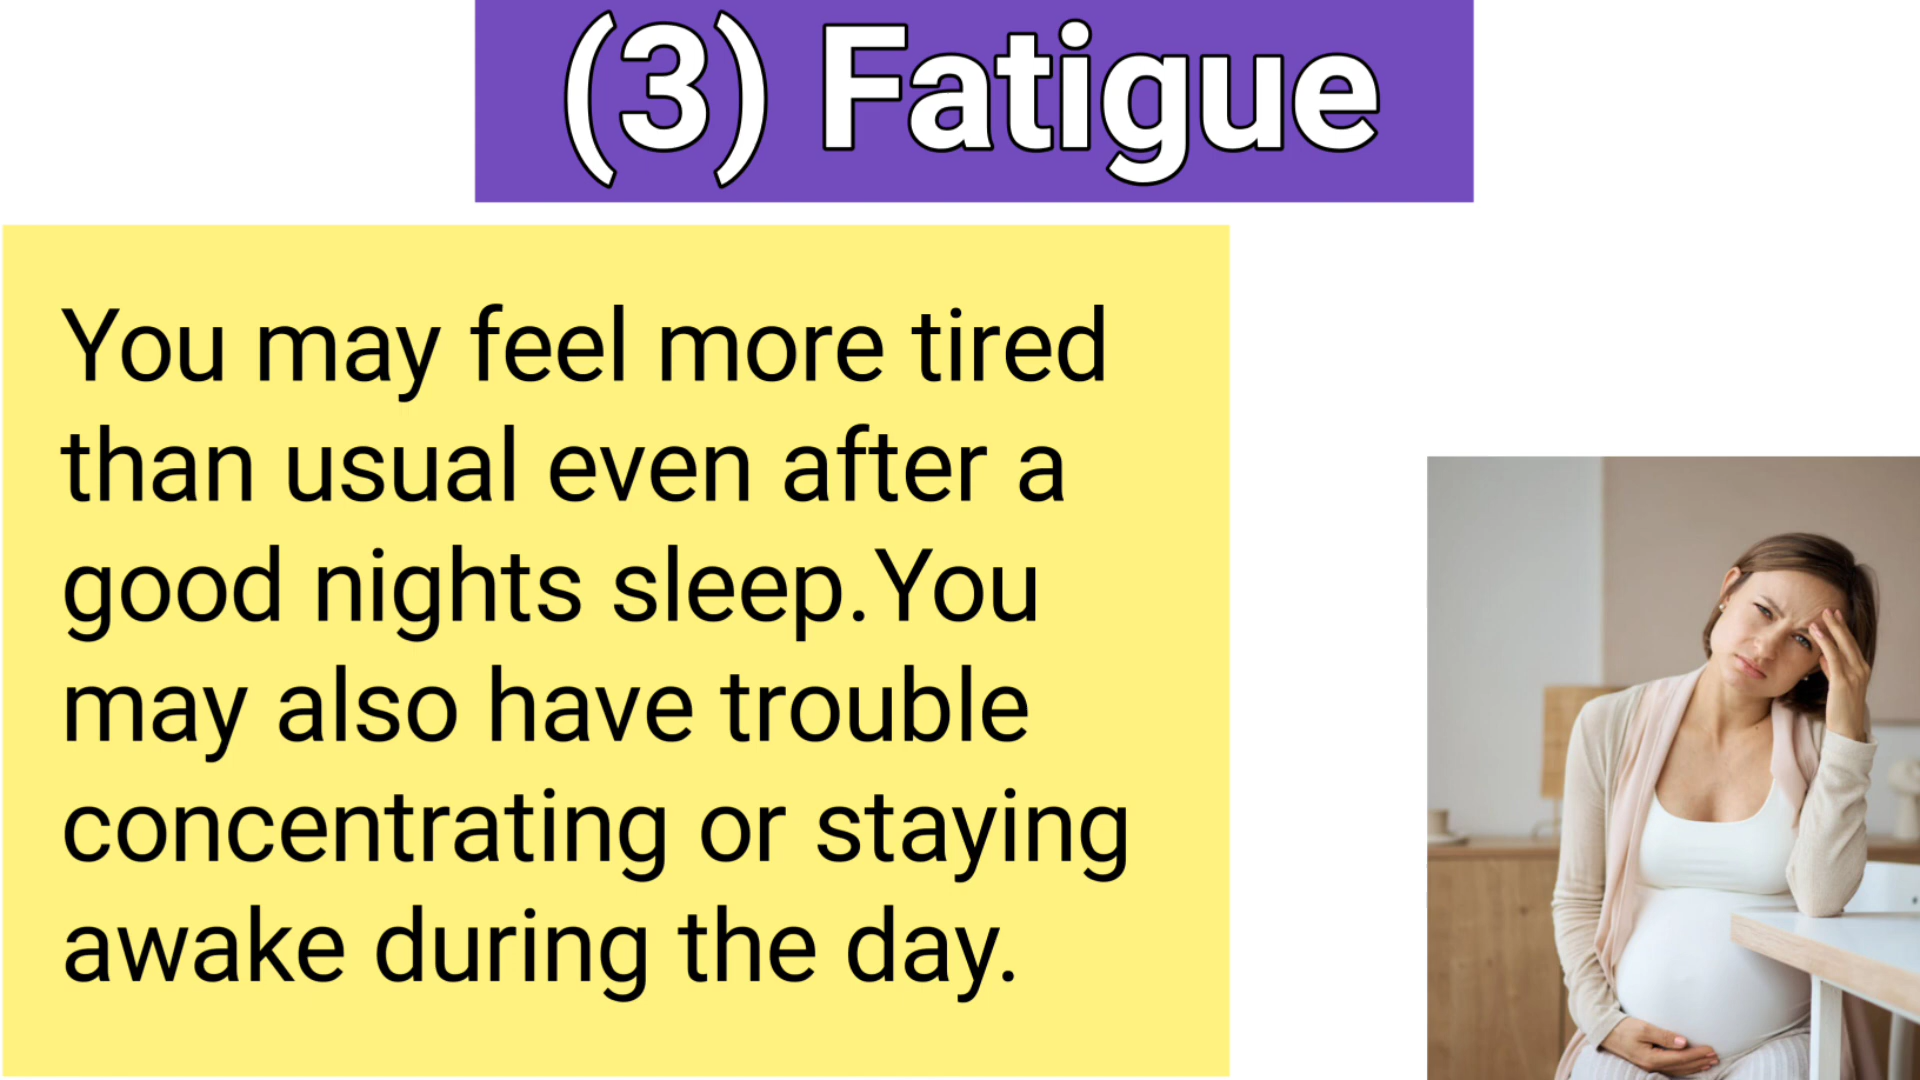 (3) Fatigue
You may feel more tired
than usual even after a
good nights sleep.You
may also have trouble
concentrating or staying
awake during the day.